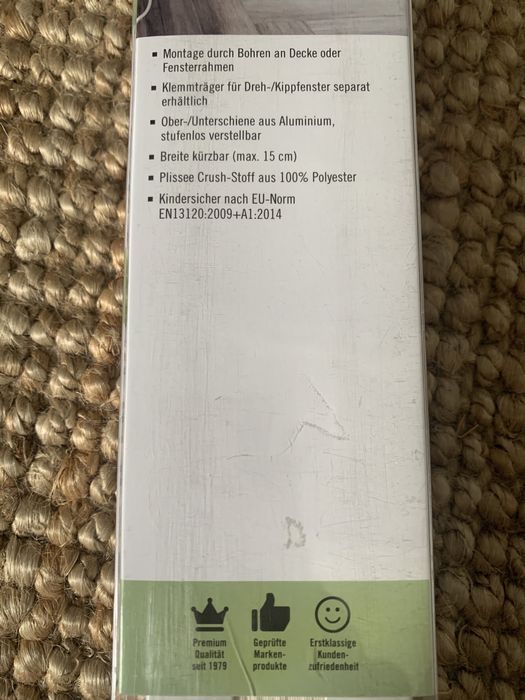 ▪ Montage durch Bohren an Decke oder
Fensterrahmen
▪ Klemmträger für Dreh-/Kippfenster separat
erhältlich
▪ Ober-/Unterschiene aus Aluminium,
stufenlos verstellbar
▪ Breite kürzbar (max. 15 cm)
▪ Plissee Crush-Stoff aus 100% Polyester
▪ Kindersicher nach EU-Norm
EN13120:2009+A1:2014
Premium
Qualität
seit 1979
Geprüfte
Marken-
produkte
Erstklassige
Kunden-
zufriedenheit